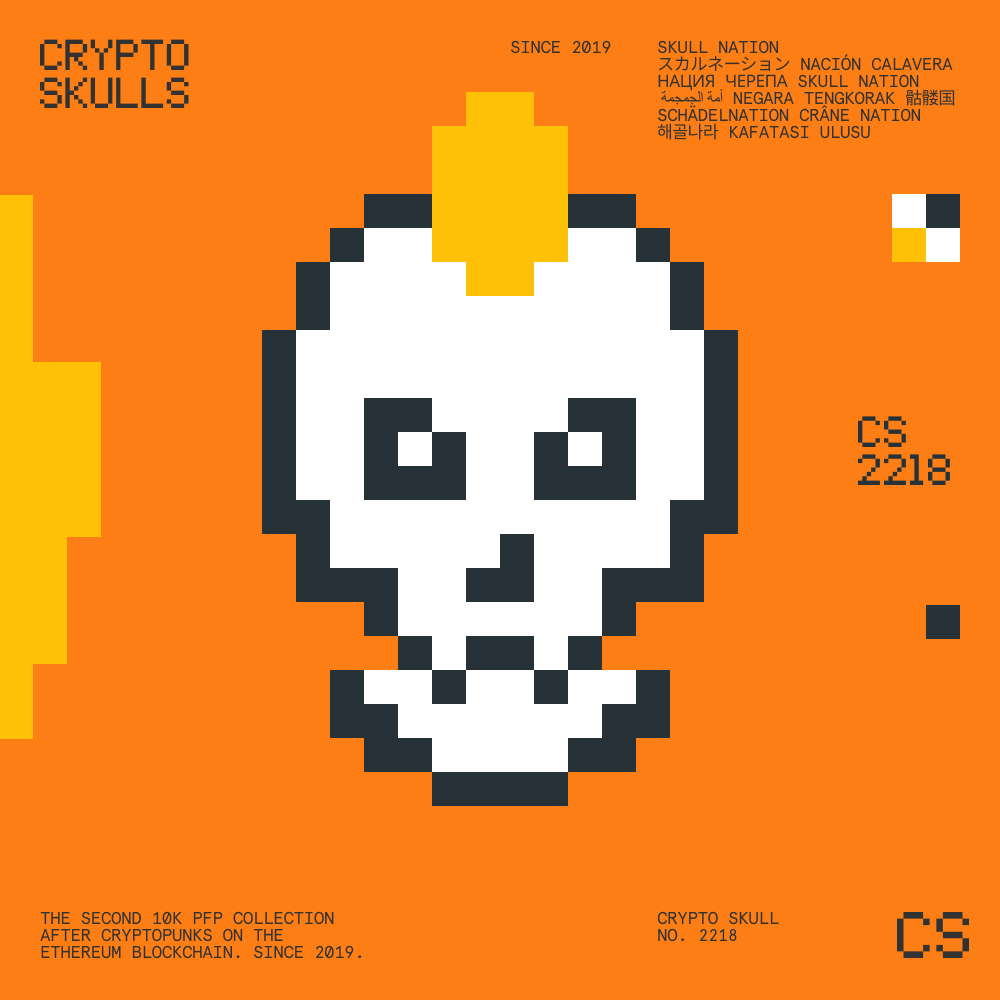 CRYPTO
SKULLS
SINCE 2019
SKULL NATION
スカルネーション NACIÓN CALAVERA
НАЦИЯ ЧЕРЕПА SKULL NATION
أمة الجمجمة NEGARA TENGKORAK 骷髅国
SCHÄDELNATION CRÂNE NATION
해골나라 KAFATASI ULUSU
CS
2218
THE SECOND 10K PFP COLLECTION
AFTER CRYPTOPUNKS ON THE
ETHEREUM BLOCKCHAIN. SINCE 2019.
CRYPTO SKULL
NO. 2218
CS